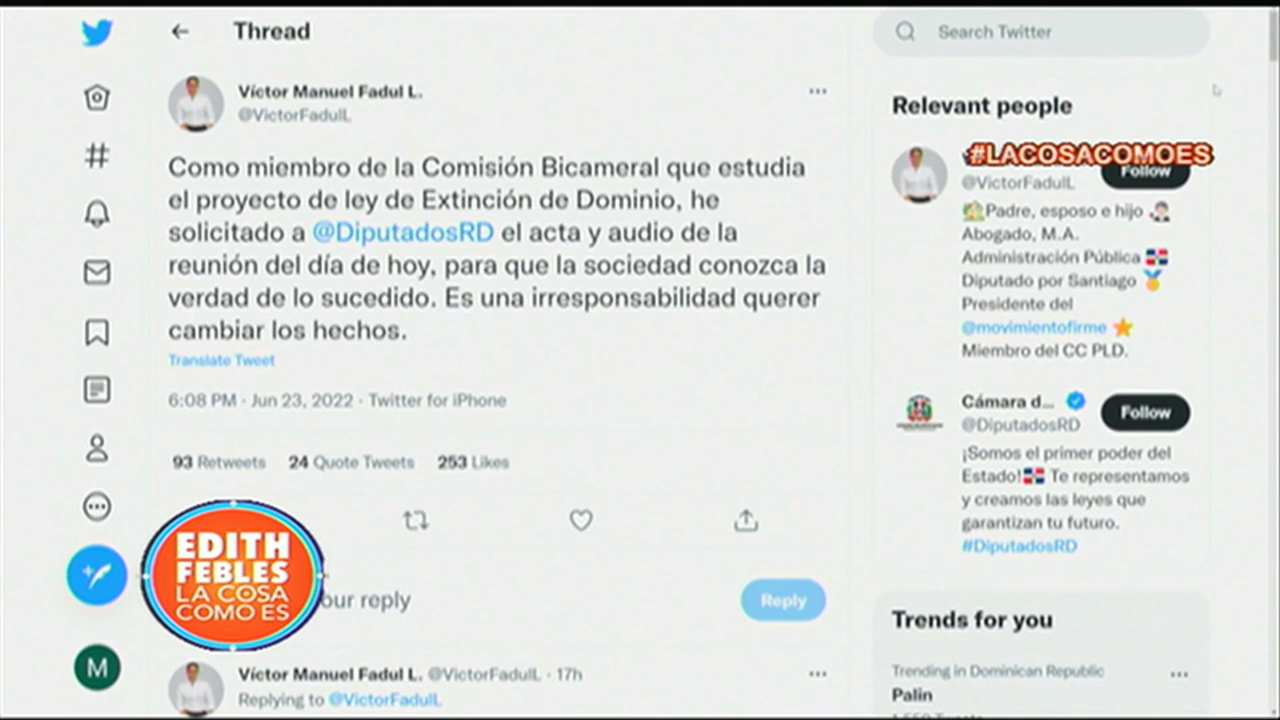 Thread
Víctor Manuel Fadul L.
@VictorFadulL
Como miembro de la Comisión Bicameral que estudia
el proyecto de ley de Extinción de Dominio, he
solicitado a @DiputadosRD el acta y audio de la
reunión del día de hoy, para que la sociedad conozca la
verdad de lo sucedido. Es una irresponsabilidad querer
cambiar los hechos.
Translate Tweet
6:08 PM · Jun 23, 2022 · Twitter for iPhone
93 Retweets 24 Quote Tweets 253 Likes
EDITH
FEBLES
LA COSA
COMO ES
our reply
Reply
M
Víctor Manuel Fadul L. @VictorFadulL · 17h
Replying to @VictorFadulL
Search Twitter
Relevant people
#LACOSACOMOES
Follow
@VictorFadulL
Padre, esposo e hijo
Abogado, M.A.
Administración Pública
Diputado por Santiago
Presidente del
@movimientofirme
Miembro del CC PLD.
Cámara d...
Follow
@DiputadosRD
¡Somos el primer poder del
Estado! Te representamos
y creamos las leyes que
garantizan tu futuro.
#DiputadosRD
Trends for you
Trending in Dominican Republic
Palin